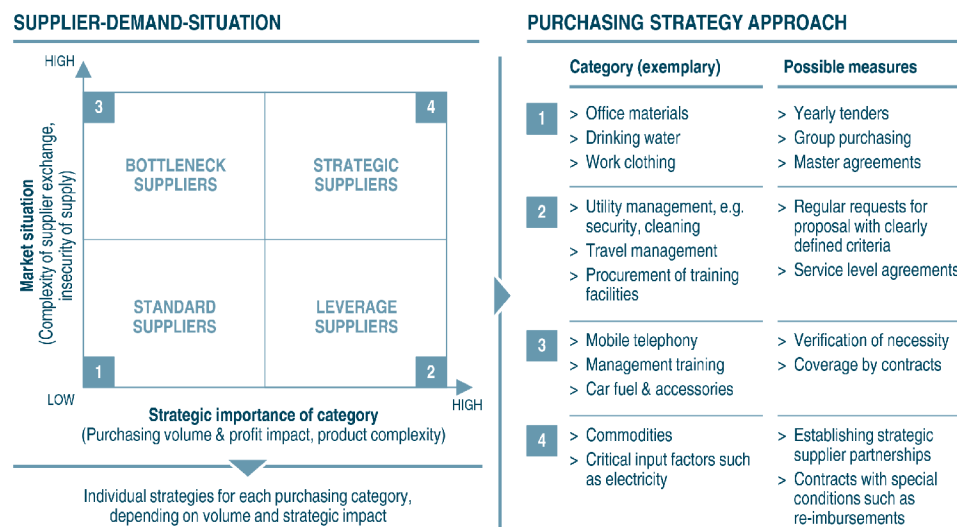 SUPPLIER-DEMAND-SITUATION
HIGH
3
4
BOTTLENECK
SUPPLIERS
STRATEGIC
SUPPLIERS
Market situation
(Complexity of supplier exchange,
insecurity of supply)
STANDARD
SUPPLIERS
LEVERAGE
SUPPLIERS
1
2
LOW
HIGH
Strategic importance of category
(Purchasing volume & profit impact, product complexity)
Individual strategies for each purchasing category,
depending on volume and strategic impact
PURCHASING STRATEGY APPROACH
Category (exemplary)
Possible measures
1
> Office materials
> Drinking water
> Work clothing
> Yearly tenders
> Group purchasing
> Master agreements
2
> Utility management, e.g.
security, cleaning
> Travel management
> Procurement of training
facilities
> Regular requests for
proposal with clearly
defined criteria
> Service level agreements
3
> Mobile telephony
> Management training
> Car fuel & accessories
> Verification of necessity
> Coverage by contracts
4
> Commodities
> Critical input factors such
as electricity
> Establishing strategic
supplier partnerships
> Contracts with special
conditions such as
re-imbursements